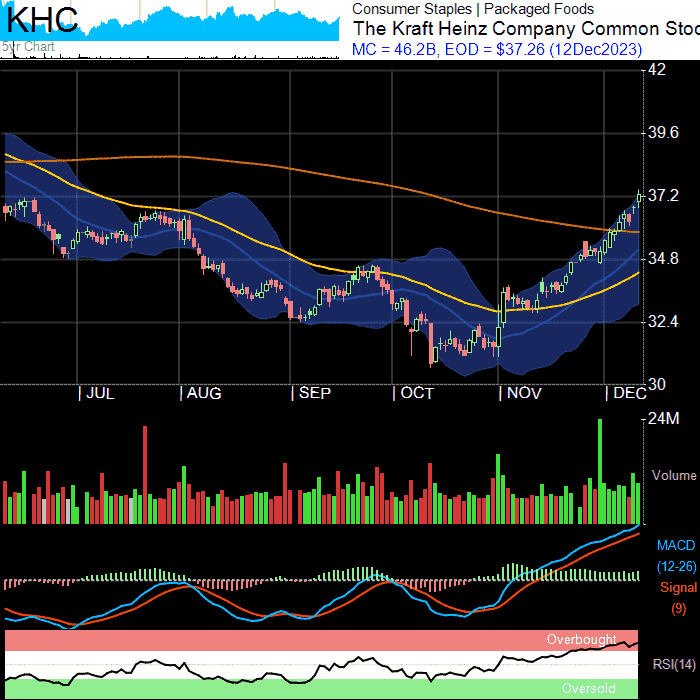 KHC
5yr Chart
Consumer Staples | Packaged Foods
The Kraft Heinz Company Common Stoc
MC = 46.2B, EOD = $37.26 (12Dec2023)
42
39.6
37.2
34.8
32.4
30
JUL AUG SEP OCT NOV DEC
24M
Volume
MACD
(12-26)
Signal
(9)
Overbought
RSI(14)
Oversold